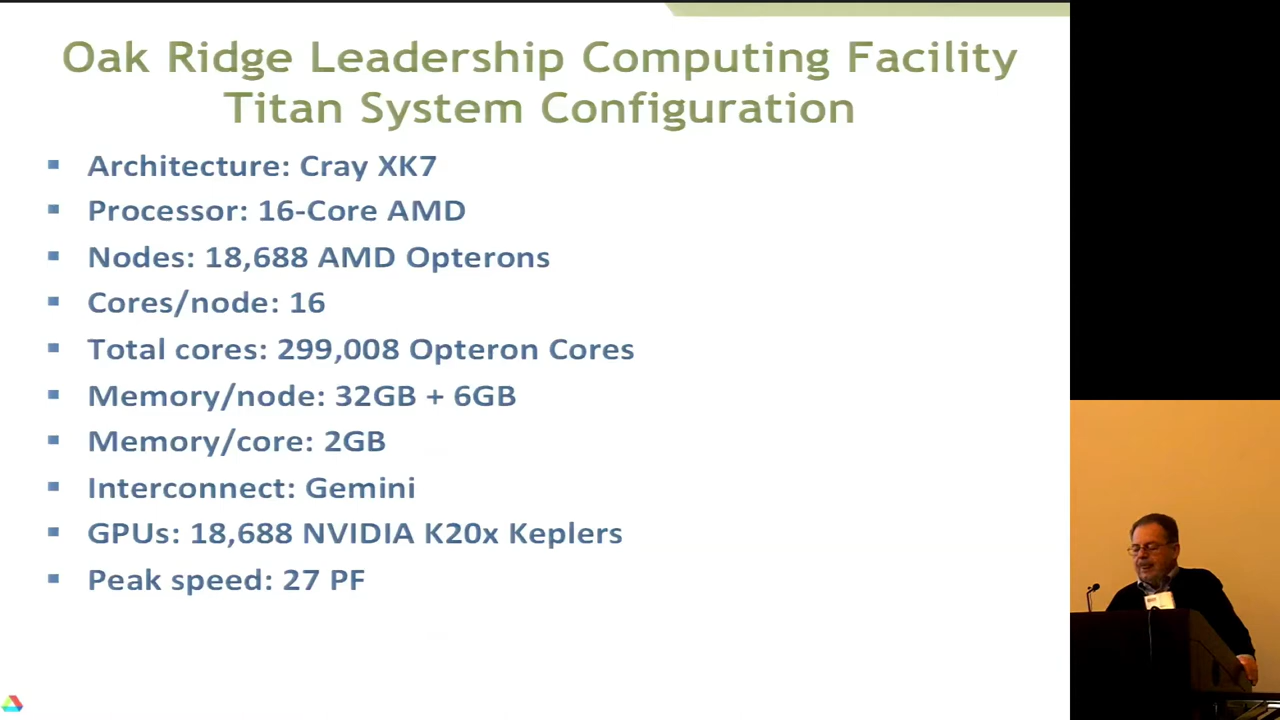 Oak Ridge Leadership Computing Facility
Titan System Configuration
Architecture: Cray XK7
Processor: 16-Core AMD
Nodes: 18,688 AMD Opterons
Cores/node: 16
Total cores: 299,008 Opteron Cores
Memory/node: 32GB + 6GB
Memory/core: 2GB
Interconnect: Gemini
GPUs: 18,688 NVIDIA K20x Keplers
Peak speed: 27 PF